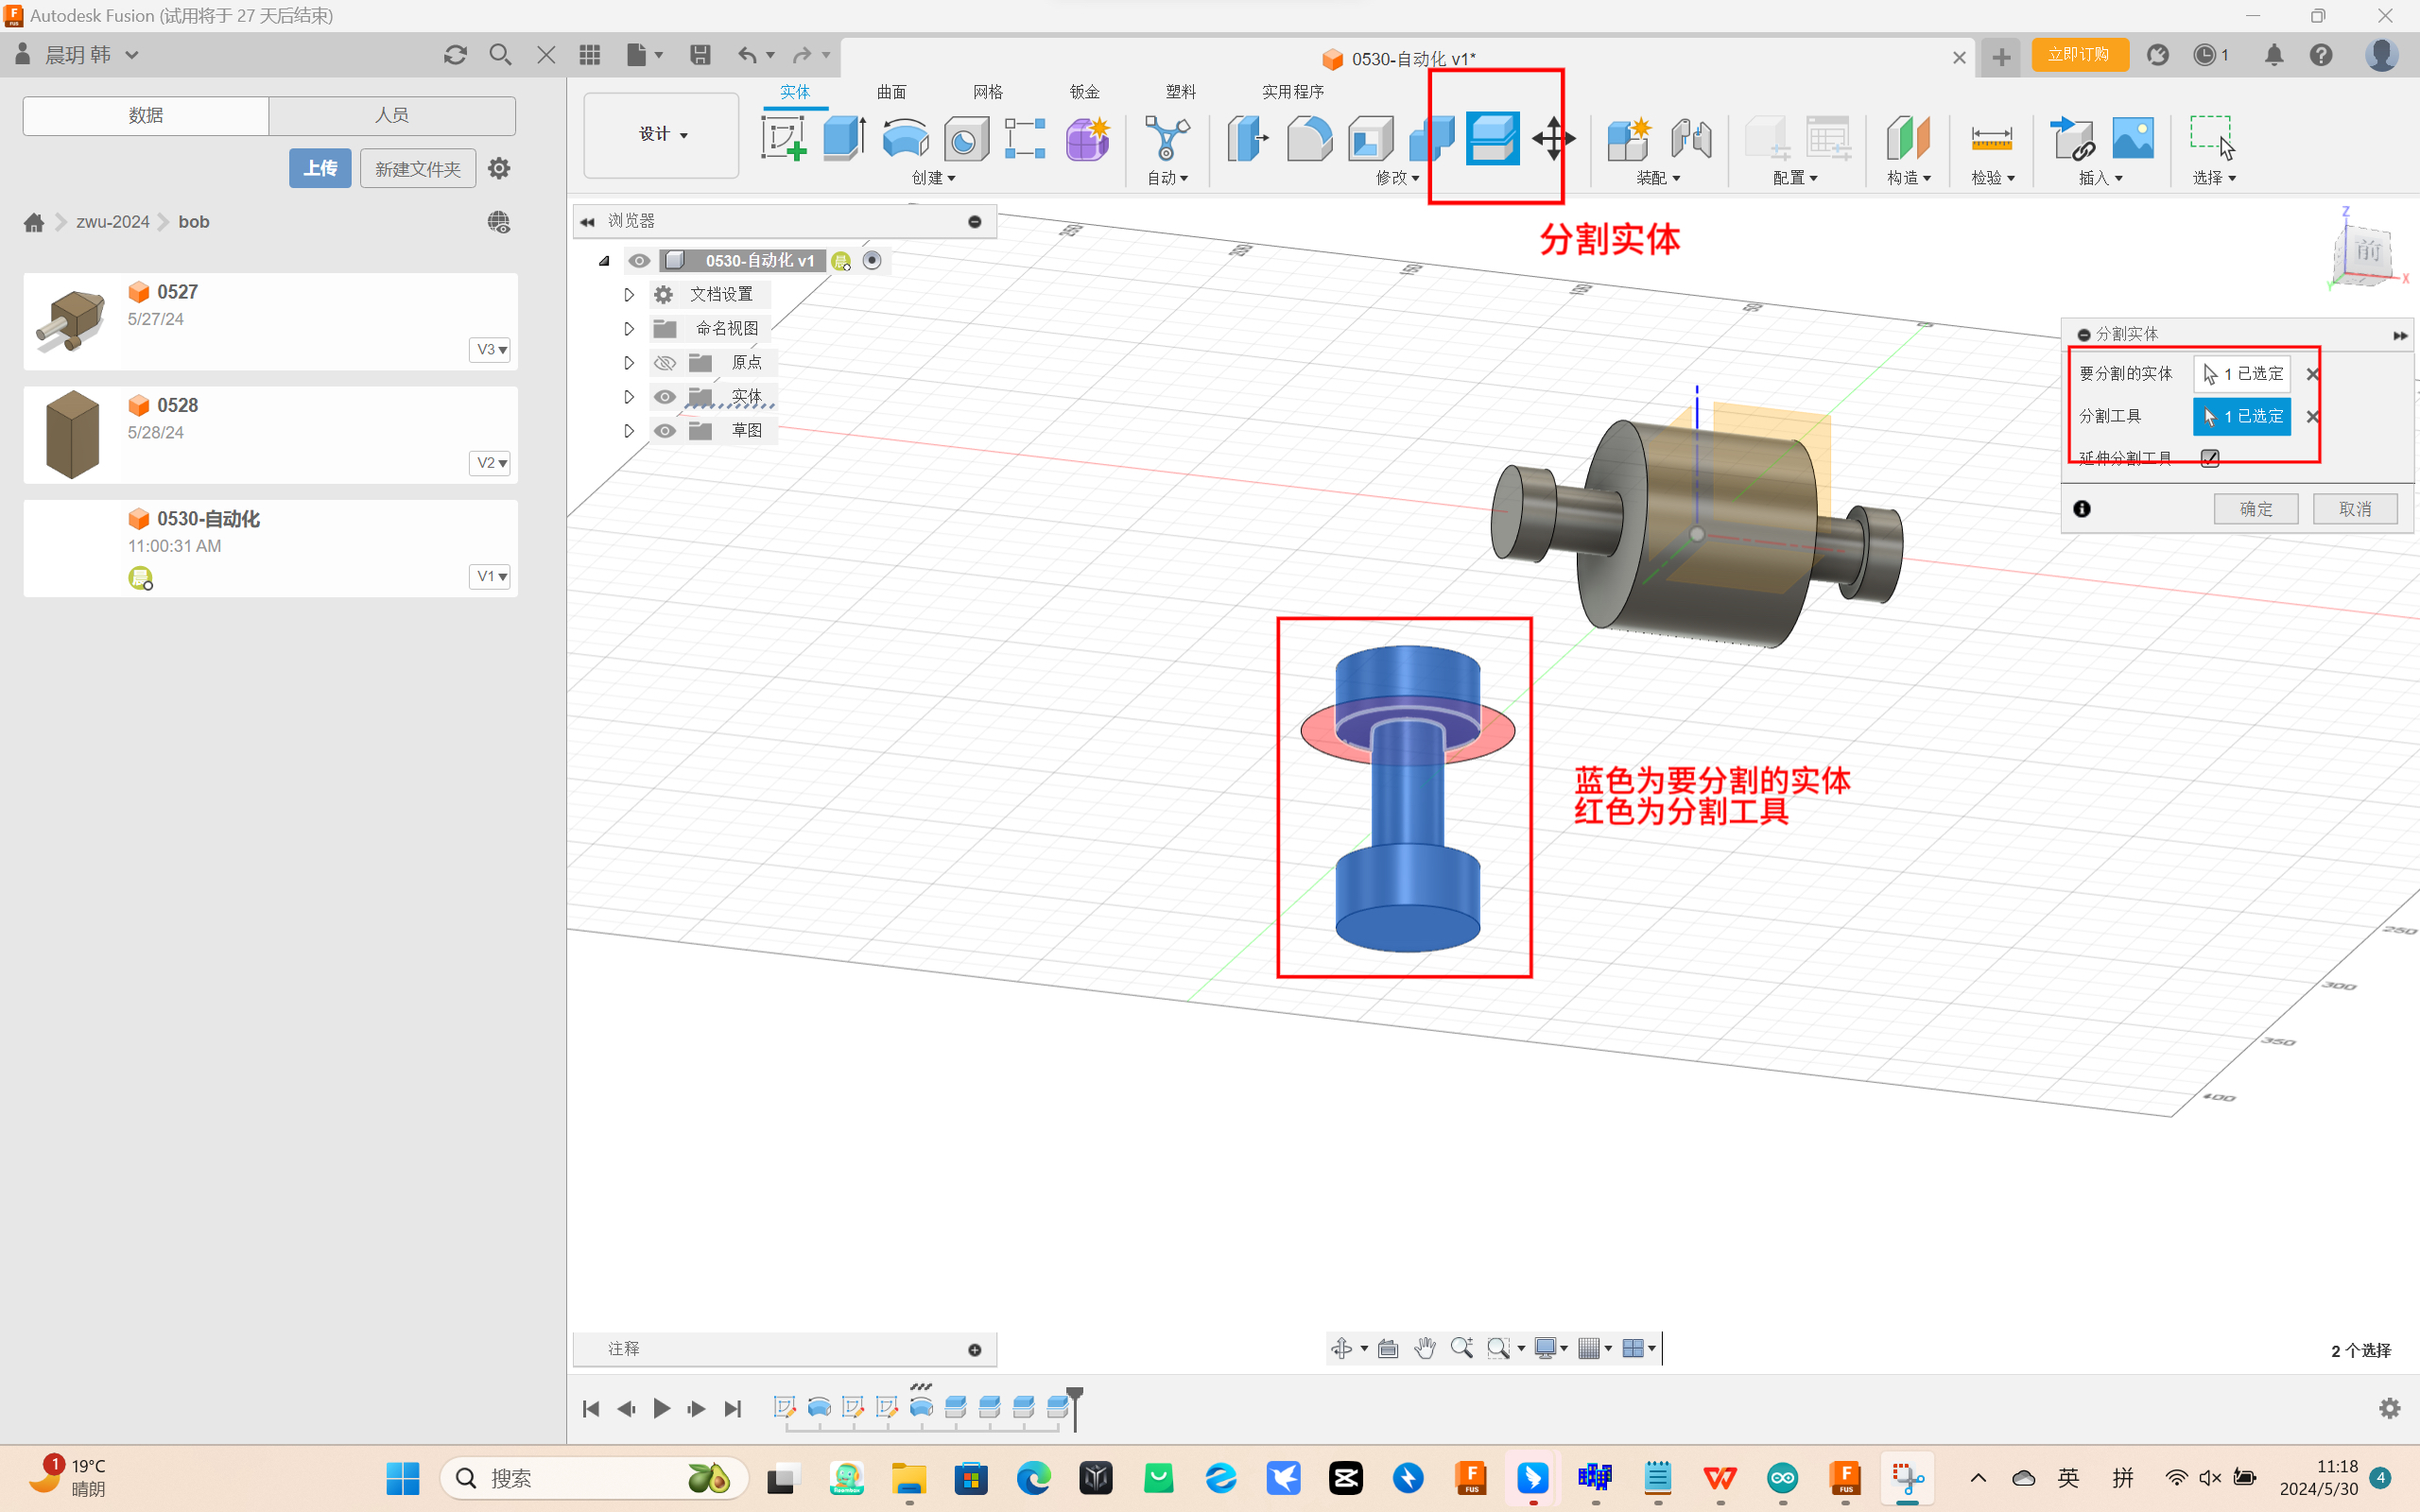 Autodesk Fusion (试用将于 27 天后结束)
晨玥 韩
0530-自动化 v1*
立即订购
1
数据
人员
上传
新建文件夹
zwu-2024
bob
0527
5/27/24
V3
0528
5/28/24
V2
0530-自动化
11:00:31 AM
晨
V1
设计
实体
曲面
网格
钣金
塑料
实用程序
创建
自动
修改
装配
配置
构造
检验
插入
选择
浏览器
0530-自动化 v1
晨
文档设置
命名视图
原点
实体
草图
分割实体
前
Z
X
Y
分割实体
要分割的实体
1 已选定
分割工具
1 已选定
延伸分割工具
确定
取消
蓝色为要分割的实体
红色为分割工具
250
300
350
400
注释
2 个选择
1
19°C
晴朗
搜索
英
拼
11:18
2024/5/30
4